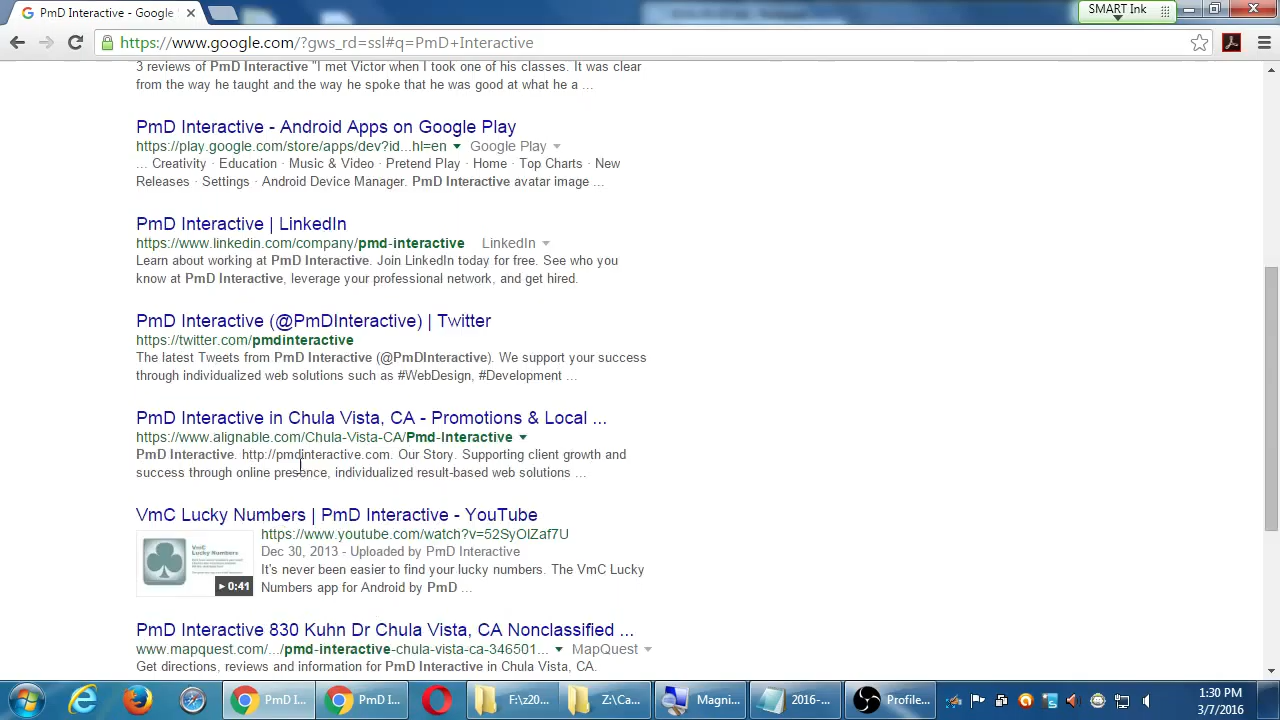 PmD Interactive - Google
SMART Ink
https://www.google.com/?gws_rd=ssl#q=PmD+Interactive
3 reviews of PmD Interactive "I met Victor when I took one of his classes. It was clear
from the way he taught and the way he spoke that he was good at what he a ...
PmD Interactive - Android Apps on Google Play
https://play.google.com/store/apps/dev?id...hl=en Google Play
... Creativity · Education · Music & Video · Pretend Play · Home · Top Charts · New
Releases · Settings · Android Device Manager. PmD Interactive avatar image ...
PmD Interactive | LinkedIn
https://www.linkedin.com/company/pmd-interactive LinkedIn
Learn about working at PmD Interactive. Join LinkedIn today for free. See who you
know at PmD Interactive, leverage your professional network, and get hired.
PmD Interactive (@PmDInteractive) | Twitter
https://twitter.com/pmdinteractive
The latest Tweets from PmD Interactive (@PmDInteractive). We support your success
through individualized web solutions such as #WebDesign, #Development ...
PmD Interactive in Chula Vista, CA - Promotions & Local ...
https://www.alignable.com/Chula-Vista-CA/Pmd-Interactive
PmD Interactive. http://pmdinteractive.com. Our Story. Supporting client growth and
success through online presence, individualized result-based web solutions ...
VmC Lucky Numbers | PmD Interactive - YouTube
https://www.youtube.com/watch?v=52SyOlZaf7U
Dec 30, 2013 - Uploaded by PmD Interactive
It's never been easier to find your lucky numbers. The VmC Lucky
Numbers app for Android by PmD ...
VmC
Lucky Numbers
0:41
PmD Interactive 830 Kuhn Dr Chula Vista, CA Nonclassified ...
www.mapquest.com/.../pmd-interactive-chula-vista-ca-346501... MapQuest
Get directions, reviews and information for PmD Interactive in Chula Vista, CA.
PmD I... PmD I... F:\z20... Z:\Ca... Magni... 2016-... Profile...
1:30 PM
3/7/2016